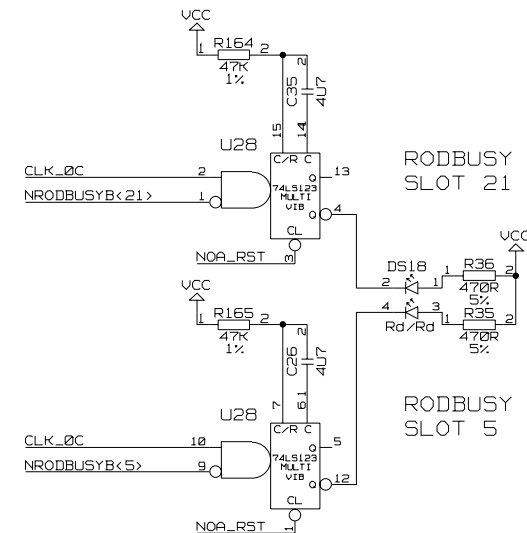 VCC
1 R164 2
47K
1%
2
C35
4U7
15
14
U28
C/R C
CLK_0C 2
NRODBUSYB<21> 1
Q 13
74LS123
MULTI
VIB
Q 4
CL
3
NOA_RST
RODBUSY
SLOT 21
VCC
DS18
2 1
1 R36 2
470R
5%
4 3
Rd/Rd
1 R35 2
470R
5%
VCC
1 R165 2
47K
1%
2
C26
4U7
1
7
6
U28
C/R C
CLK_0C 10
NRODBUSYB<5> 9
Q 5
74LS123
MULTI
VIB
Q 12
CL
1
NOA_RST
RODBUSY
SLOT 5